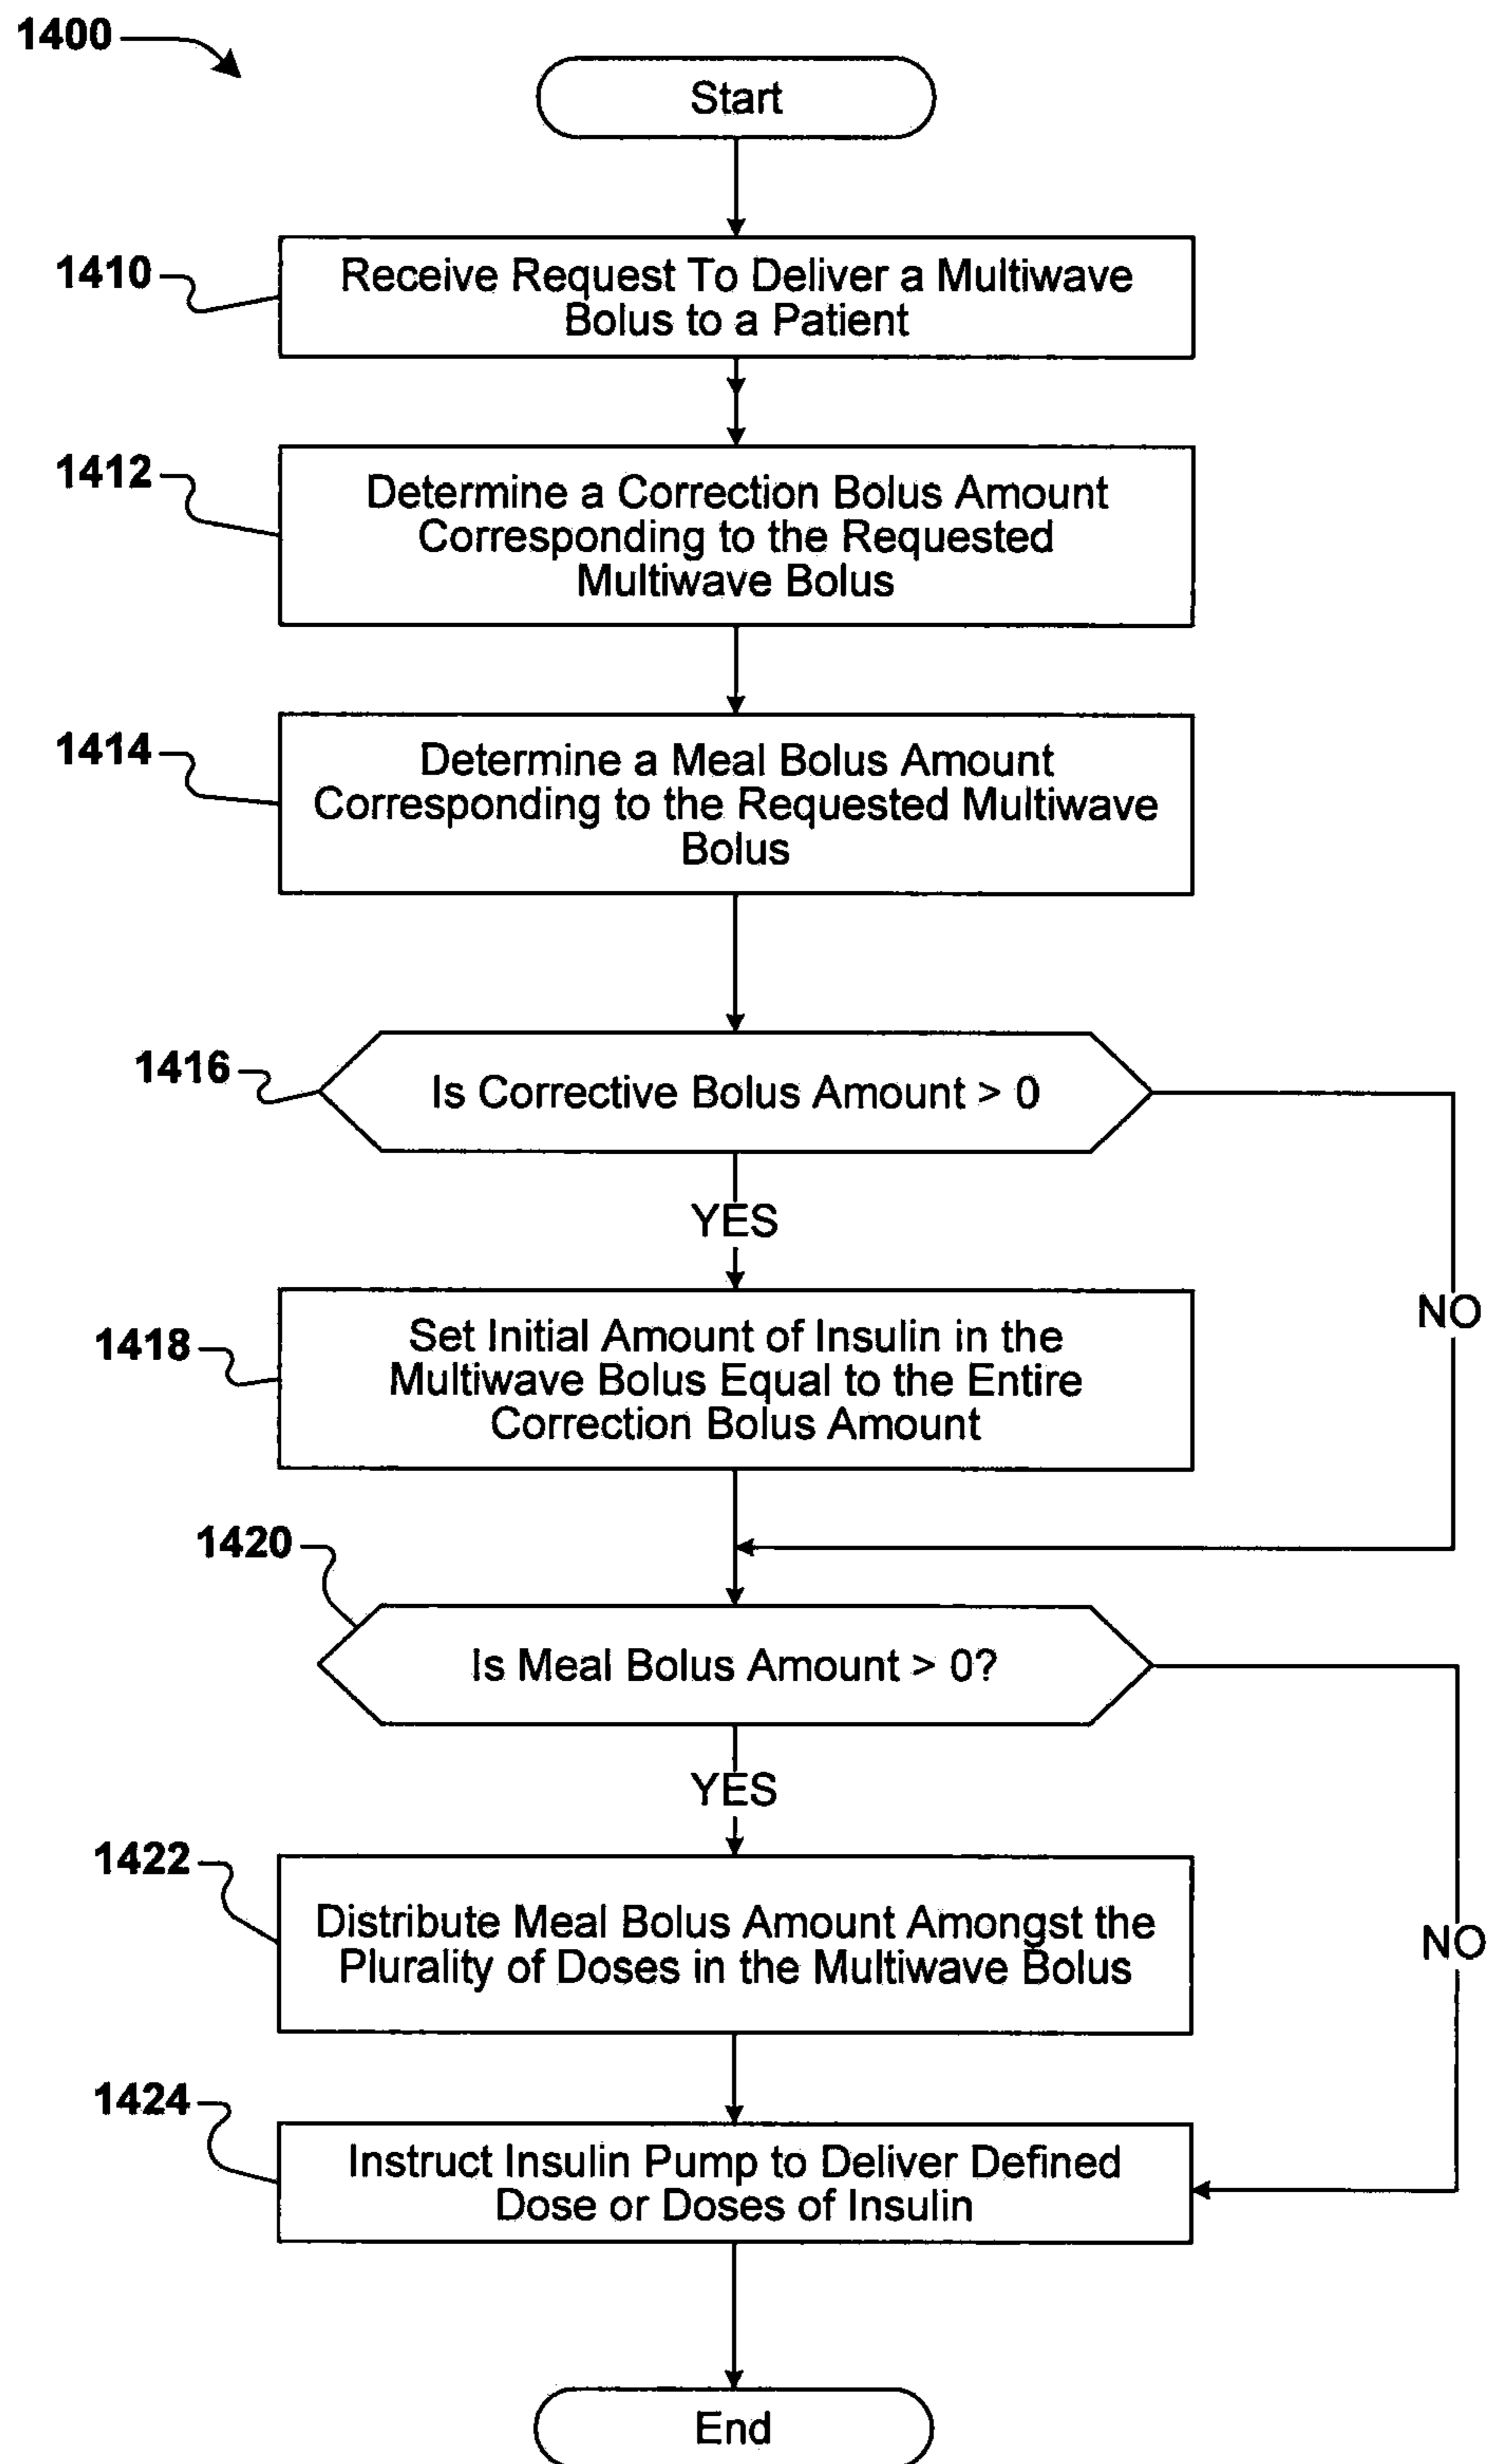 1400
Start
1410
Receive Request To Deliver a Multiwave
Bolus to a Patient
1412
Determine a Correction Bolus Amount
Corresponding to the Requested
Multiwave Bolus
1414
Determine a Meal Bolus Amount
Corresponding to the Requested Multiwave
Bolus
1416
Is Corrective Bolus Amount > 0
YES
NO
1418
Set Initial Amount of Insulin in the
Multiwave Bolus Equal to the Entire
Correction Bolus Amount
1420
Is Meal Bolus Amount > 0?
YES
NO
1422
Distribute Meal Bolus Amount Amongst the
Plurality of Doses in the Multiwave Bolus
1424
Instruct Insulin Pump to Deliver Defined
Dose or Doses of Insulin
End